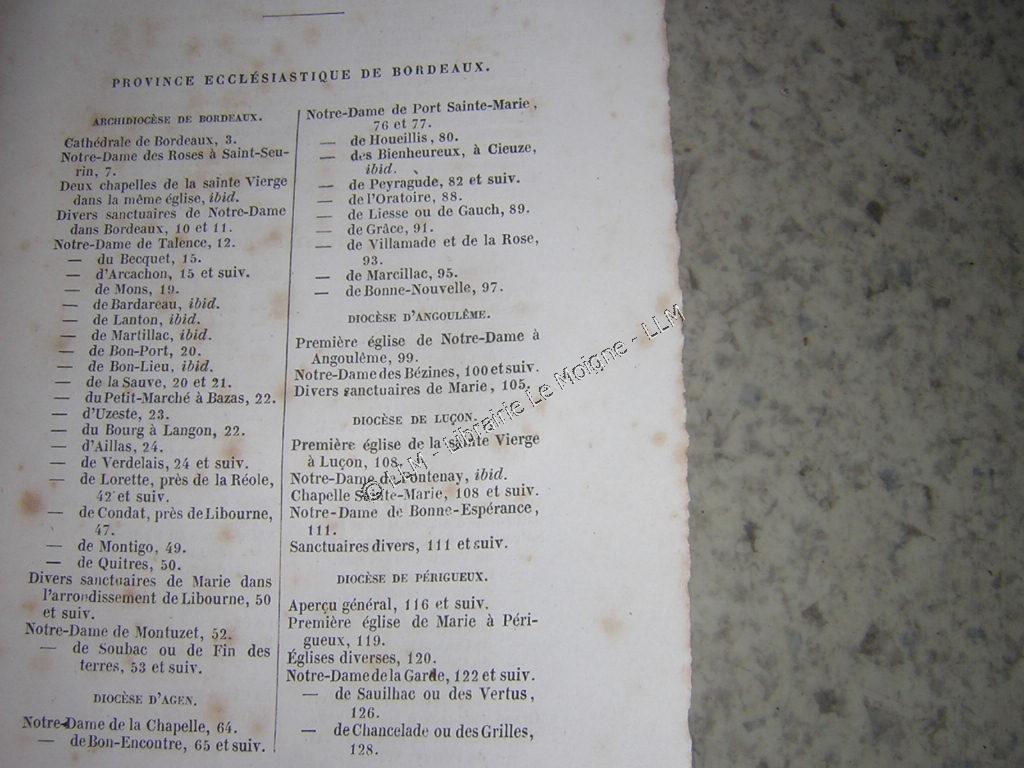 PROVINCE ECCLÉSIASTIQUE DE BORDEAUX.
ARCHIDIOCÈSE DE BORDEAUX.
Cathédrale de Bordeaux, 3.
Notre-Dame des Roses à Saint-Seu-
rin, 7.
Deux chapelles de la sainte Vierge
dans la même église, ibid.
Divers sanctuaires de Notre-Dame
dans Bordeaux, 10 et 11.
Notre-Dame de Talence, 12.
— du Becquet, 15.
— d'Arcachon, 15 et suiv.
— de Mons, 19.
— de Bardareau, ibid.
— de Lanton, ibid.
— de Martillac, ibid.
— de Bon-Port, 20.
— de Bon-Lieu, ibid.
— de la Sauve, 20 et 21.
— du Petit-Marché à Bazas, 22.
— d'Uzeste, 23.
— du Bourg à Langon, 22.
— d'Aillas, 24.
— de Verdelais, 24 et suiv.
— de Lorette, près de la Réole,
42 et suiv.
— de Condat, près de Libourne,
47.
— de Montigo, 49.
— de Quitres, 50.
Divers sanctuaires de Marie dans
l'arrondissement de Libourne, 50
et suiv.
Notre-Dame de Montuzet, 52.
— de Soubac ou de Fin des
terres, 53 et suiv.
DIOCÈSE D'AGEN.
Notre-Dame de la Chapelle, 64.
— de Bon-Encontre, 65 et suiv.
Notre-Dame de Port Sainte-Marie,
76 et 77.
— de Houeillis, 80.
— des Bienheureux, à Cieuze,
ibid.
— de Peyragude, 82 et suiv.
— de l'Oratoire, 88.
— de Liesse ou de Gauch, 89.
— de Grâce, 91.
— de Villamade et de la Rose,
93.
— de Marcillac, 95.
— de Bonne-Nouvelle, 97.
DIOCÈSE D'ANGOULÊME.
Première église de Notre-Dame à
Angoulême, 99.
Notre-Dame des Bézines, 100 et suiv.
Divers sanctuaires de Marie, 105.
DIOCÈSE DE LUÇON.
Première église de la sainte Vierge
à Luçon, 108.
Notre-Dame de Fontenay, ibid.
Chapelle Sainte-Marie, 108 et suiv.
Notre-Dame de Bonne-Espérance,
111.
Sanctuaires divers, 111 et suiv.
DIOCÈSE DE PÉRIGUEUX.
Aperçu général, 116 et suiv.
Première église de Marie à Péri-
gueux, 119.
Églises diverses, 120.
Notre-Dame de la Garde, 122 et suiv.
— de Sauilhac ou des Vertus,
126.
— de Chancelade ou des Grilles,
128.
© LLM - Librairie Le Moigne - LLM